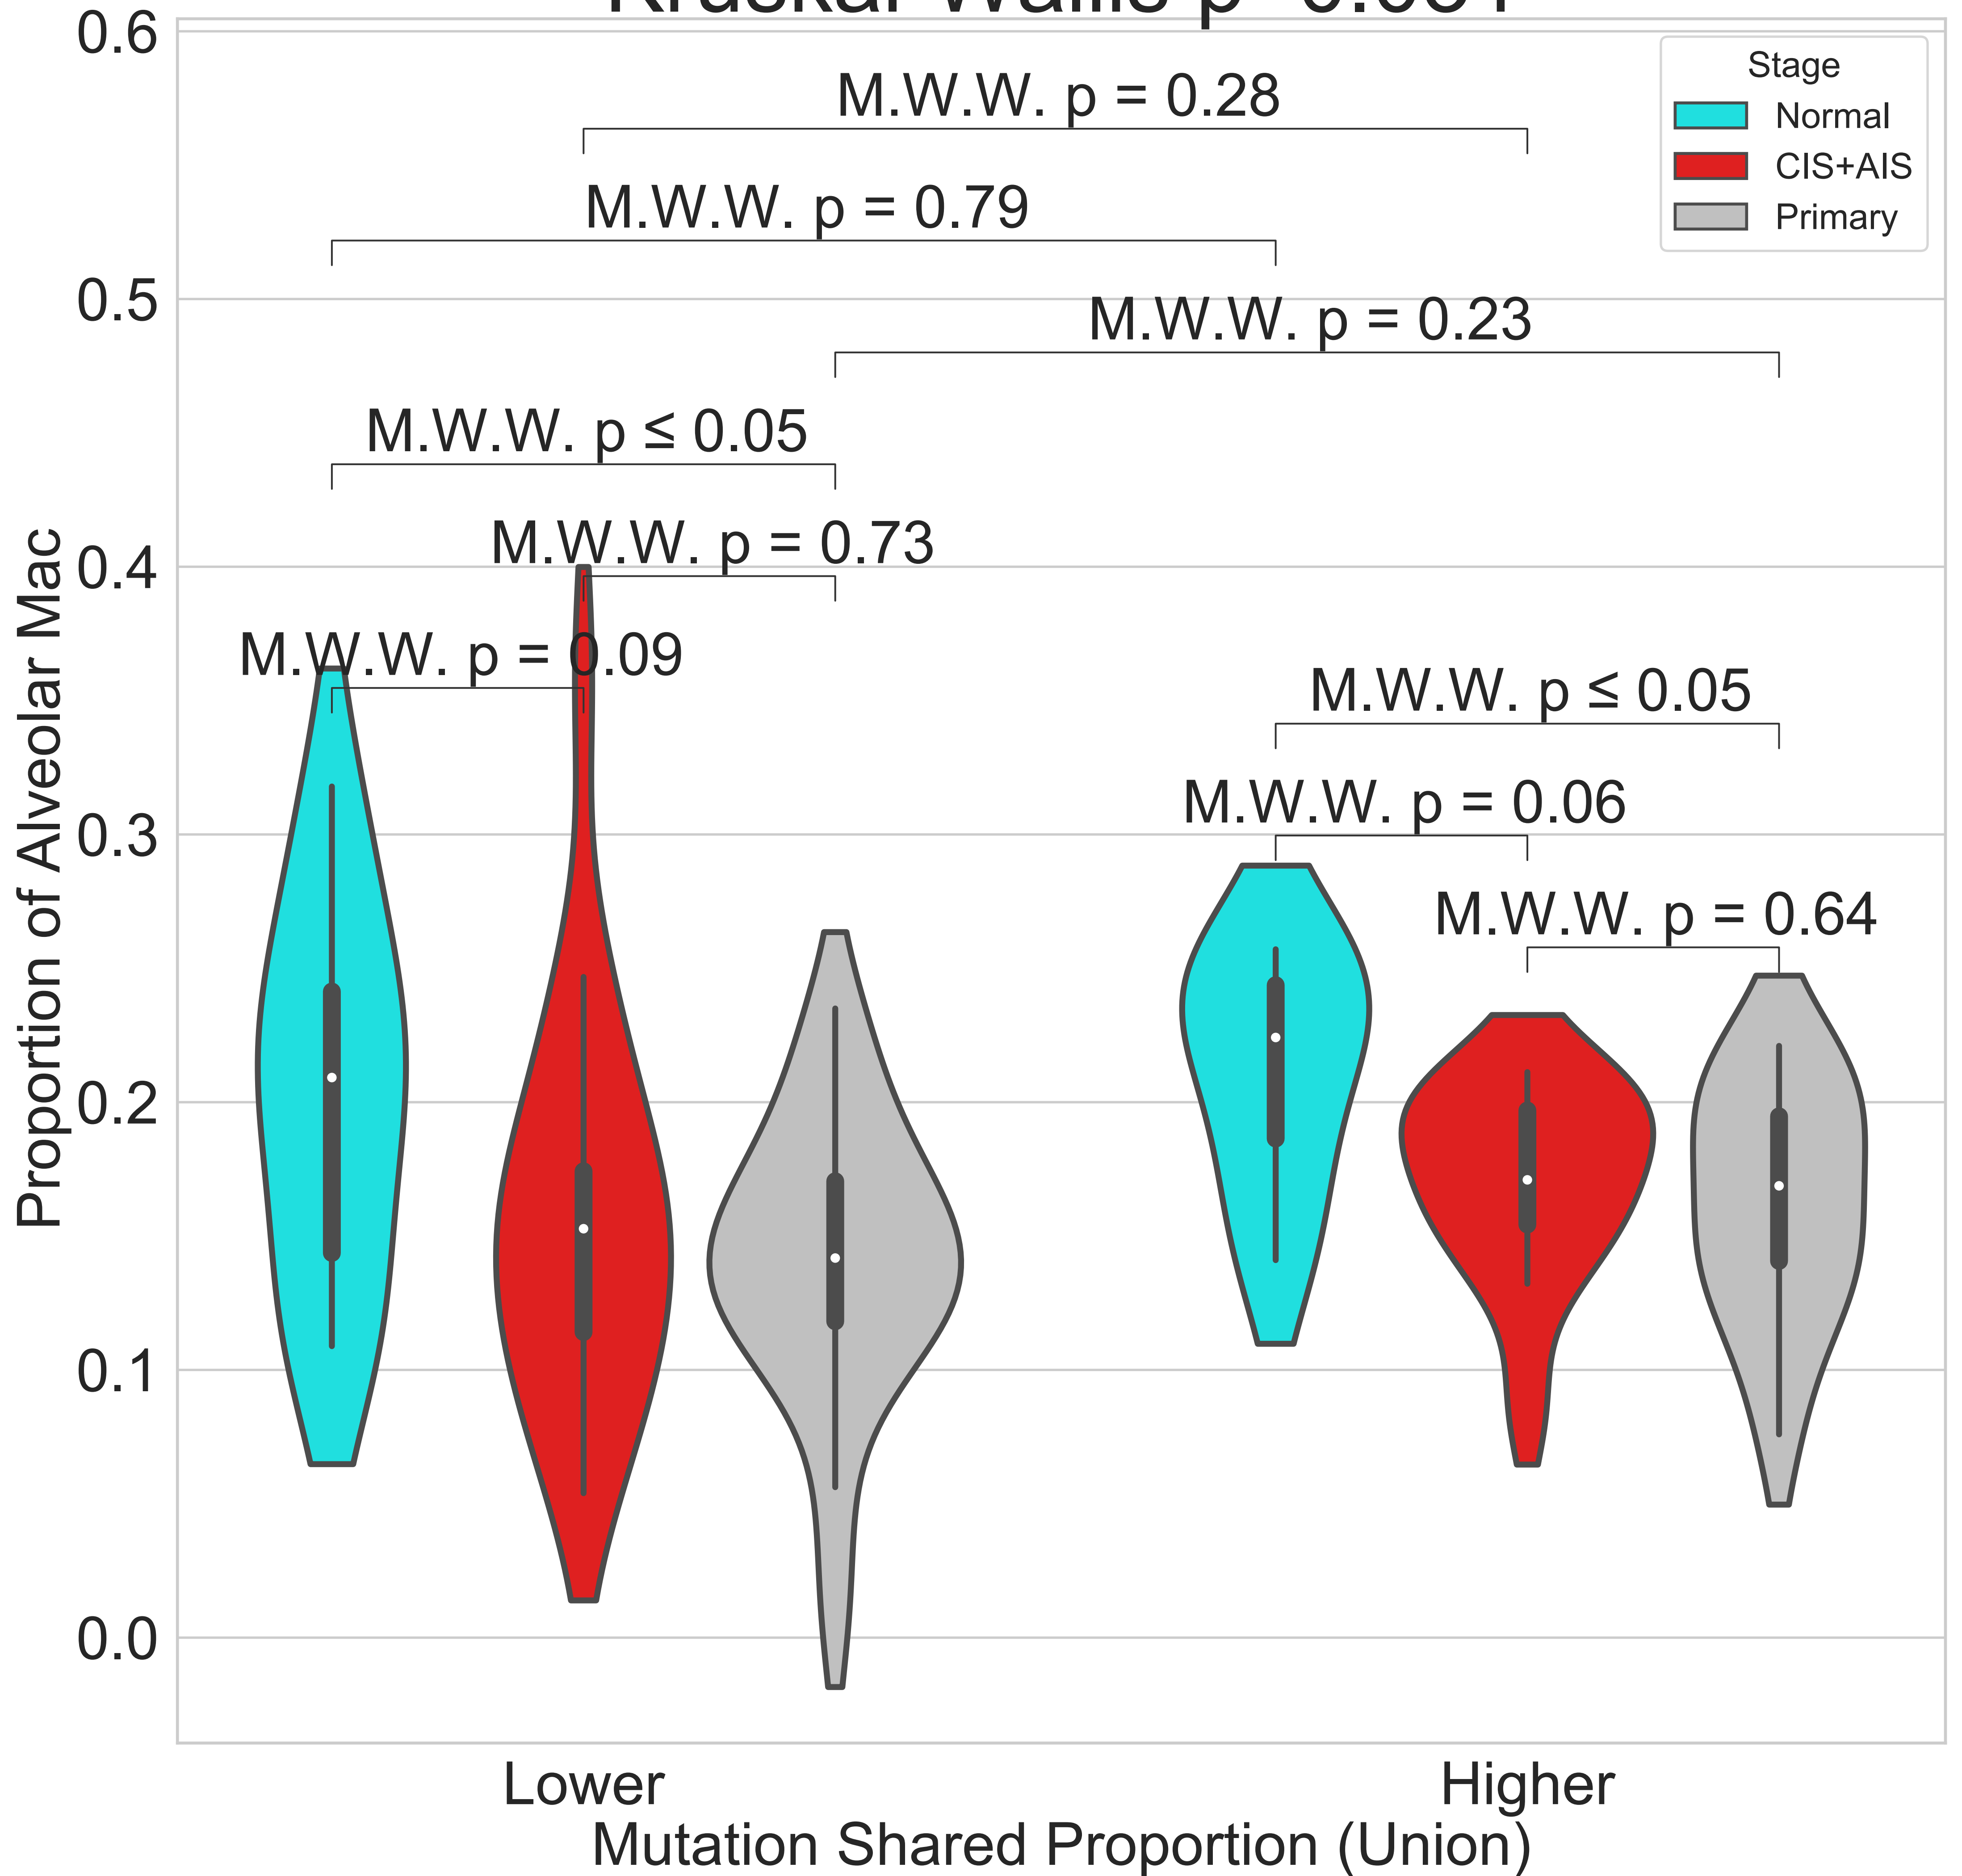 0.6
Stage
Normal
CIS+AIS
Primary
M.W.W. p = 0.28
M.W.W. p = 0.79
0.5
M.W.W. p = 0.23
M.W.W. p ≤ 0.05
M.W.W. p = 0.73
0.4
M.W.W. p = 0.09
M.W.W. p ≤ 0.05
M.W.W. p = 0.06
0.3
M.W.W. p = 0.64
0.2
0.1
0.0
Proportion of Alveolar Mac
Lower
Higher
Mutation Shared Proportion (Union)